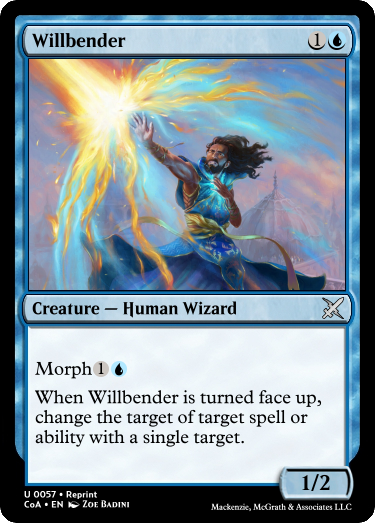 Willbender 1
Creature — Human Wizard
Morph 1
When Willbender is turned face up,
change the target of target spell or
ability with a single target.
1/2
U 0057 • Reprint
CoA • EN Zoe Badini
Mackenzie, McGrath & Associates LLC